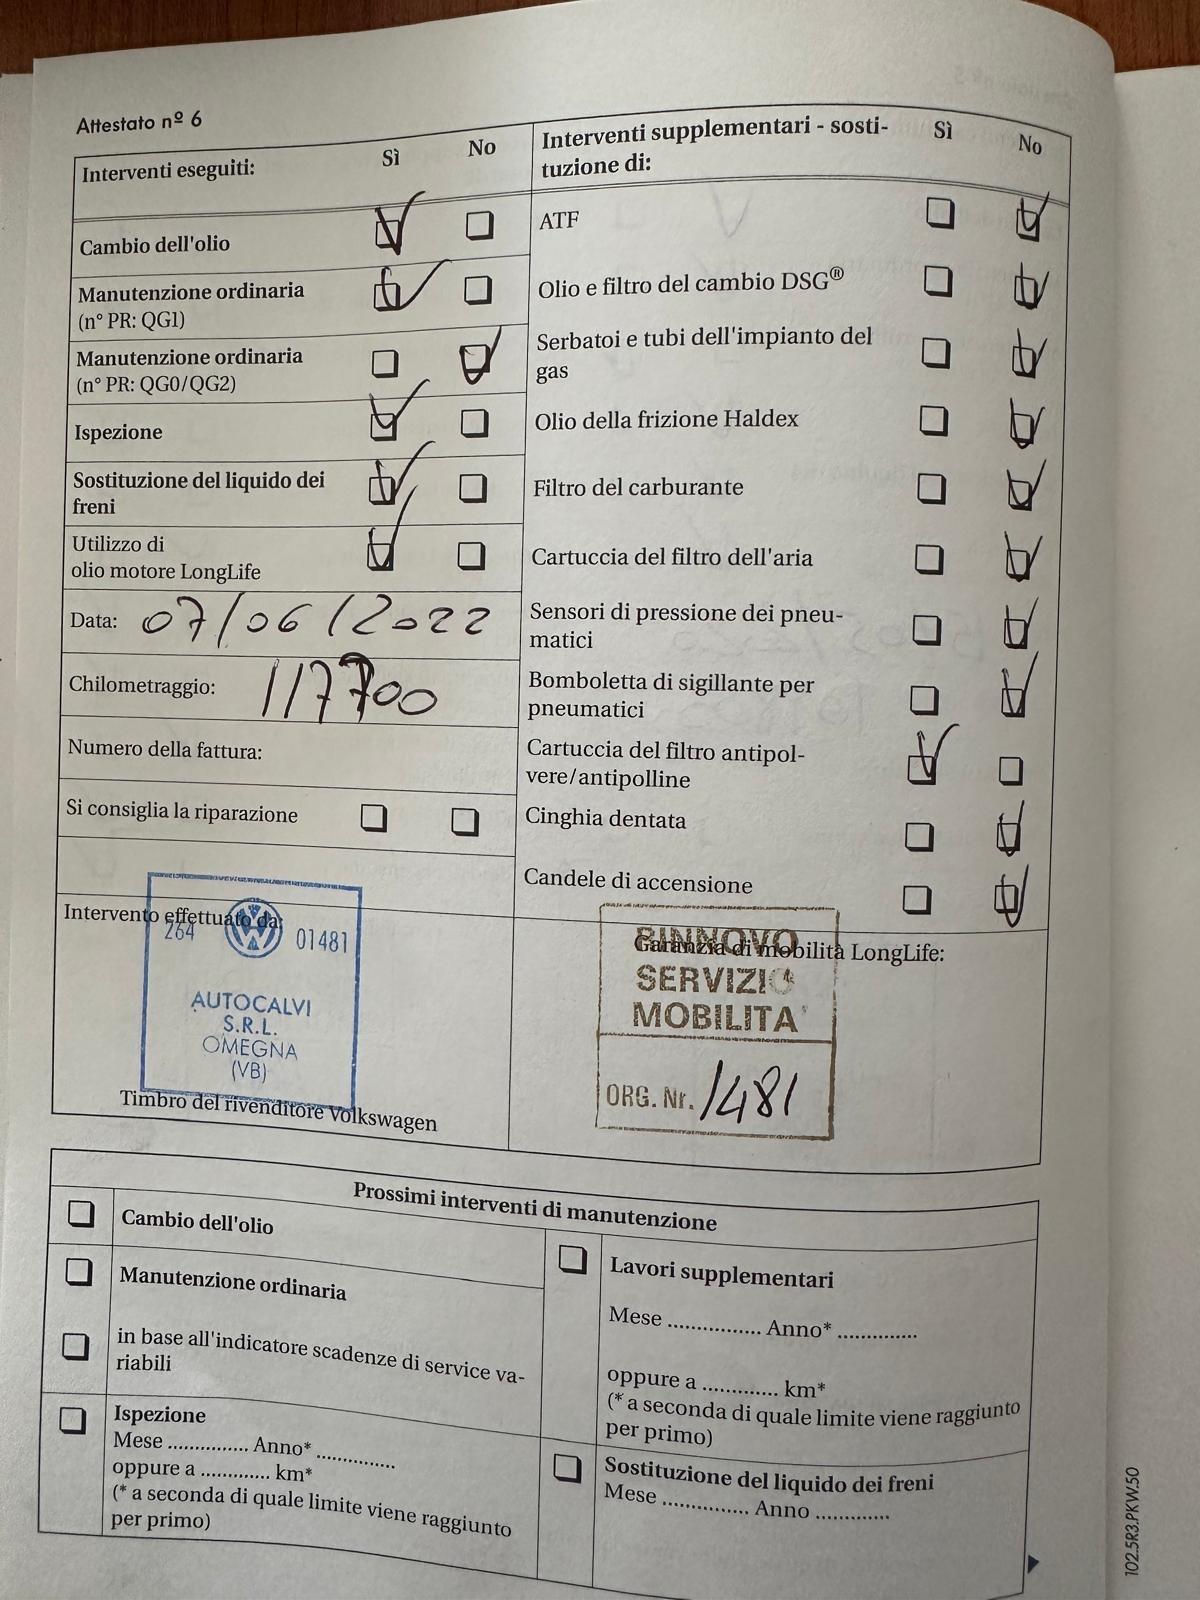 Attestato nº 6
Interventi eseguiti: Sì No
Cambio dell'olio
Manutenzione ordinaria
(n° PR: QG1)
Manutenzione ordinaria
(n° PR: QG0/QG2)
Ispezione
Sostituzione del liquido dei
freni
Utilizzo di
olio motore LongLife
Data: 07/06/2022
Chilometraggio: 117700
Numero della fattura:
Si consiglia la riparazione
Interventi supplementari - sosti-
tuzione di: Sì No
ATF
Olio e filtro del cambio DSG®
Serbatoi e tubi dell'impianto del
gas
Olio della frizione Haldex
Filtro del carburante
Cartuccia del filtro dell'aria
Sensori di pressione dei pneu-
matici
Bomboletta di sigillante per
pneumatici
Cartuccia del filtro antipol-
vere/antipolline
Cinghia dentata
Candele di accensione
Intervento effettuato da:
264 01481
AUTOCALVI
S.R.L.
OMEGNA
(VB)
Timbro del rivenditore Volkswagen
Garanzia di mobilità LongLife:
RINNOVO
SERVIZIO
MOBILITA'
ORG. Nr. 1481
Prossimi interventi di manutenzione
Cambio dell'olio
Manutenzione ordinaria
in base all'indicatore scadenze di service va-
riabili
Ispezione
Mese ............... Anno* ...............
oppure a ............. km*
(* a seconda di quale limite viene raggiunto
per primo)
Lavori supplementari
Mese ................ Anno* ..............
oppure a ............. km*
(* a seconda di quale limite viene raggiunto
per primo)
Sostituzione del liquido dei freni
Mese ................ Anno ..............
102.5R3.PKW.50